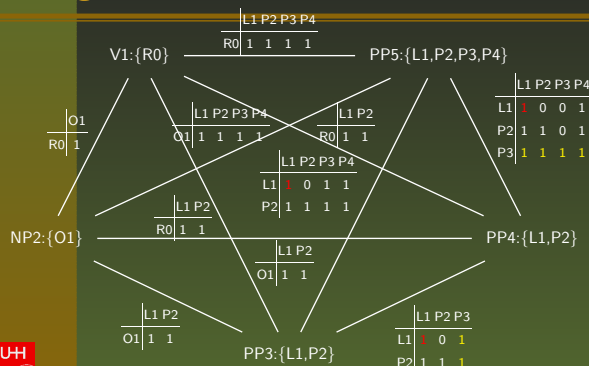 L1 P2 P3 P4
R0 1 1 1 1
V1:{R0}
PP5:{L1,P2,P3,P4}
L1 P2 P3 P4
L1 1 0 0 1
P2 1 1 0 1
P3 1 1 1 1
O1
R0 1
L1 P2 P3 P4
O1 1 1 1 1
L1 P2
R0 1 1
L1 P2 P3 P4
L1 1 0 1 1
P2 1 1 1 1
L1 P2
R0 1 1
NP2:{O1}
PP4:{L1,P2}
L1 P2
O1 1 1
L1 P2
O1 1 1
L1 P2 P3
L1 1 0 1
P2 1 1 1
PP3:{L1,P2}
UHH